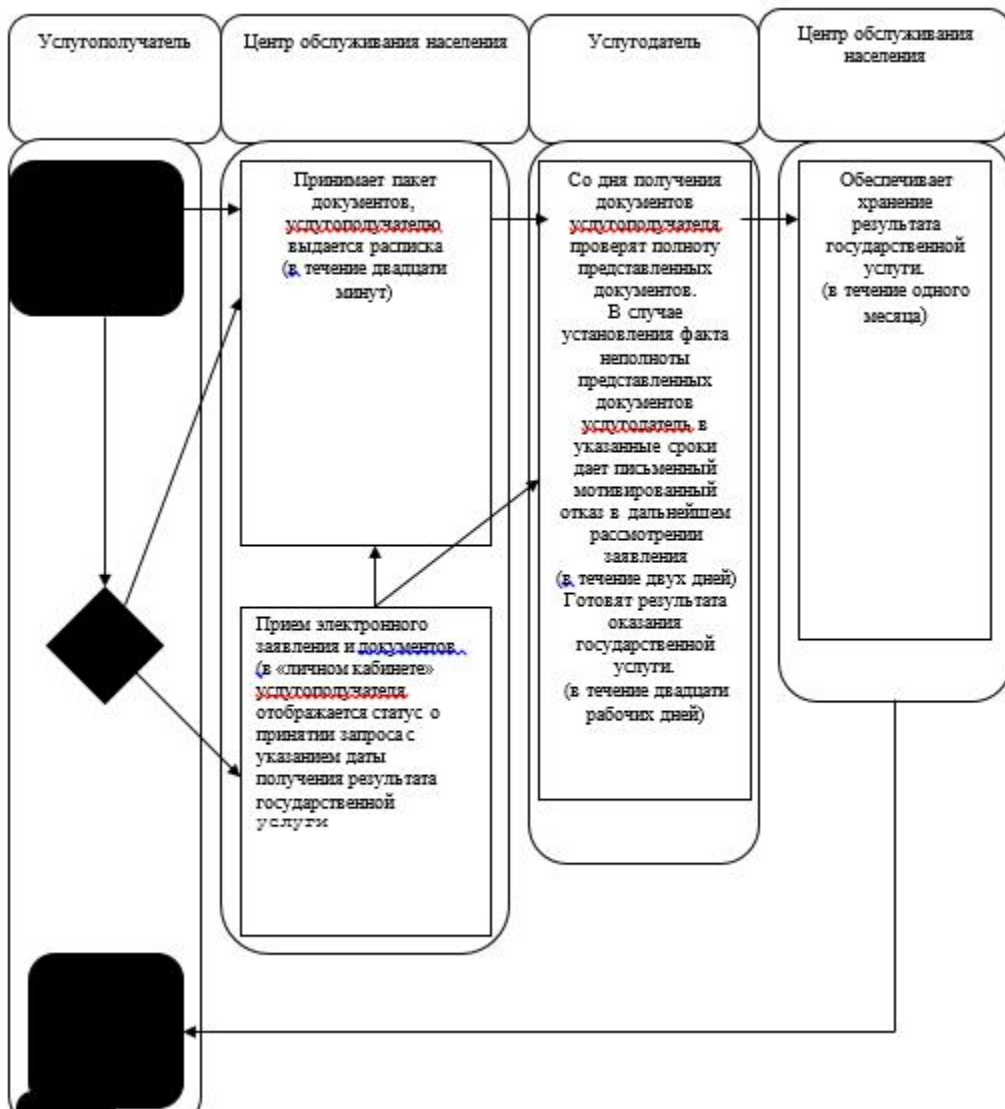 Услугополучатель
Центр обслуживания населения
Услугодатель
Центр обслуживания
населения
Принимает пакет
документов,
услугополучателю
выдается расписка
(в течение двадцати
минут)
Прием электронного
заявления и документов .
(в «личном кабинете»
услугополучателя
отображается статус о
принятии запроса с
указанием даты
получения результата
государственной
услуги
Со дня получения
документов
услугополучателя
проверят полноту
представленных
документов.
В случае
установления факта
неполноты
представленных
документов
услугодатель в
указанные сроки
дает письменный
мотивированный
отказ в дальнейшем
рассмотрении
заявления
(в течение двух дней)
Готовят результата
оказания
государственной
услуги.
(в течение двадцати
рабочих дней)
Обеспечивает
хранение
результата
государственной
услуги.
(в течение одного
месяца)